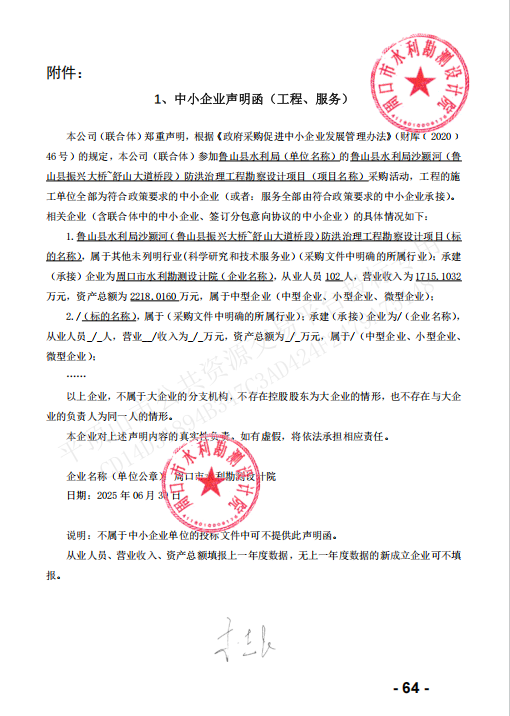 附件：
1、中小企业声明函（工程、服务）
本公司（联合体）郑重声明，根据《政府采购促进中小企业发展管理办法》（财库﹝2020﹞
46号）的规定，本公司（联合体）参加鲁山县水利局（单位名称）的鲁山县水利局沙颍河（鲁
山县振兴大桥~舒山大道桥段）防洪治理工程勘察设计项目（项目名称）采购活动，工程的施
工单位全部为符合政策要求的中小企业（或者：服务全部由符合政策要求的中小企业承接）。
相关企业（含联合体中的中小企业、签订分包意向协议的中小企业）的具体情况如下：
1.鲁山县水利局沙颍河（鲁山县振兴大桥~舒山大道桥段）防洪治理工程勘察设计项目（标
的名称），属于其他未列明行业（科学研究和技术服务业）（采购文件中明确的所属行业）；承建
（承接）企业为周口市水利勘测设计院（企业名称），从业人员102人，营业收入为1715.1032
万元，资产总额为2218.0160万元，属于中型企业（中型企业、小型企业、微型企业）；
2./（标的名称），属于（采购文件中明确的所属行业）；承建（承接）企业为/（企业名称），
从业人员_/_人，营业__/收入为_/_万元，资产总额为_/_万元，属于/（中型企业、小型企业、
微型企业）；
……
以上企业，不属于大企业的分支机构，不存在控股股东为大企业的情形，也不存在与大企
业的负责人为同一人的情形。
本企业对上述声明内容的真实性负责。如有虚假，将依法承担相应责任。
企业名称（单位公章）：周口市水利勘测设计院
日期：2025年06月30日
说明：不属于中小企业单位的投标文件中可不提供此声明函。
从业人员、营业收入、资产总额填报上一年度数据，无上一年度数据的新成立企业可不填
报。
- 64 -
周口市水利勘测设计院
周口市水利勘测设计院